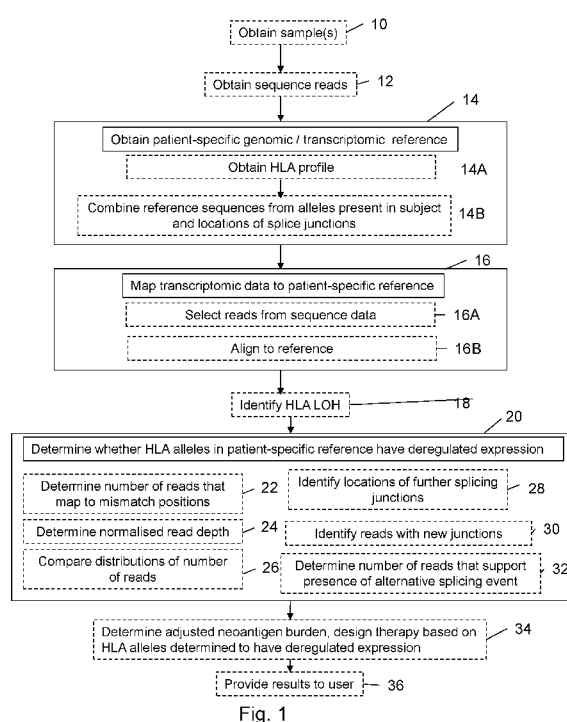 Obtain sample(s)
10
Obtain sequence reads
12
14
Obtain patient-specific genomic / transcriptomic reference
Obtain HLA profile
14A
Combine reference sequences from alleles present in subject
and locations of splice junctions
14B
16
Map transcriptomic data to patient-specific reference
Select reads from sequence data
16A
Align to reference
16B
Identify HLA LOH
18
20
Determine whether HLA alleles in patient-specific reference have deregulated expression
Determine number of reads that
map to mismatch positions
22
Identify locations of further splicing
junctions
28
Determine normalised read depth
24
Identify reads with new junctions
30
Compare distributions of number
of reads
26
Determine number of reads that support
presence of alternative splicing event
32
Determine adjusted neoantigen burden, design therapy based on
HLA alleles determined to have deregulated expression
34
Provide results to user
36
Fig. 1